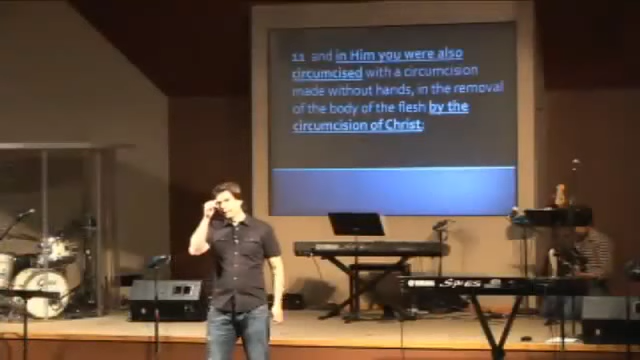 11 and in Him you were also
circumcised with a circumcision
made without hands, in the removal
of the body of the flesh by the
circumcision of Christ;
YAMAHA